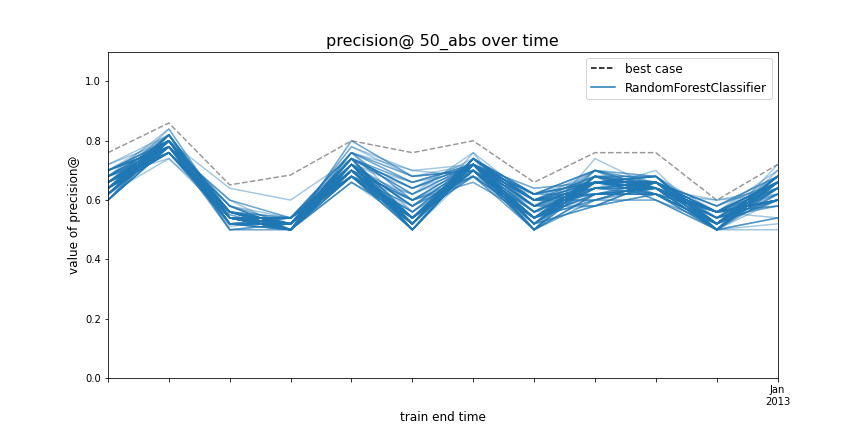 precision@ 50_abs over time
best case
RandomForestClassifier
1.0
0.8
0.6
0.4
0.2
0.0
value of precision@
Jan
2013
train end time